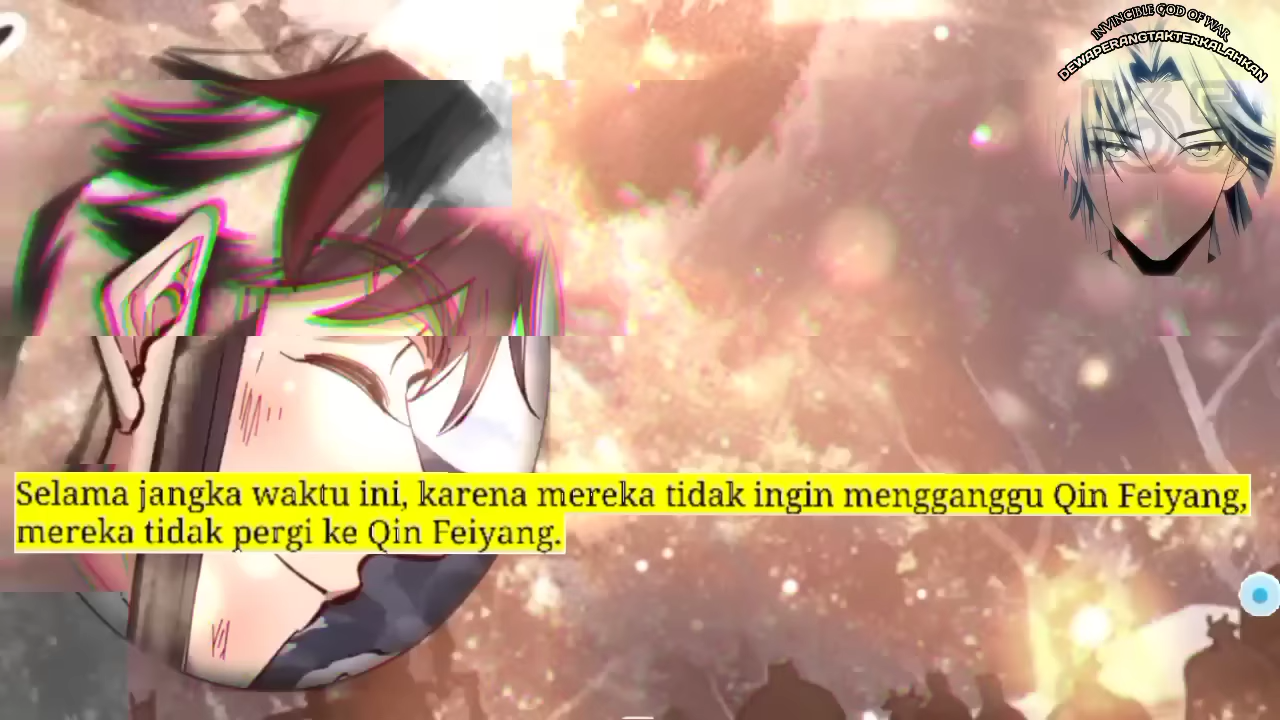 INVINCIBLE GOD OF WAR
DEWAPERANGTAKTERKALAHKAN
Selama jangka waktu ini, karena mereka tidak ingin mengganggu Qin Feiyang,
mereka tidak pergi ke Qin Feiyang.